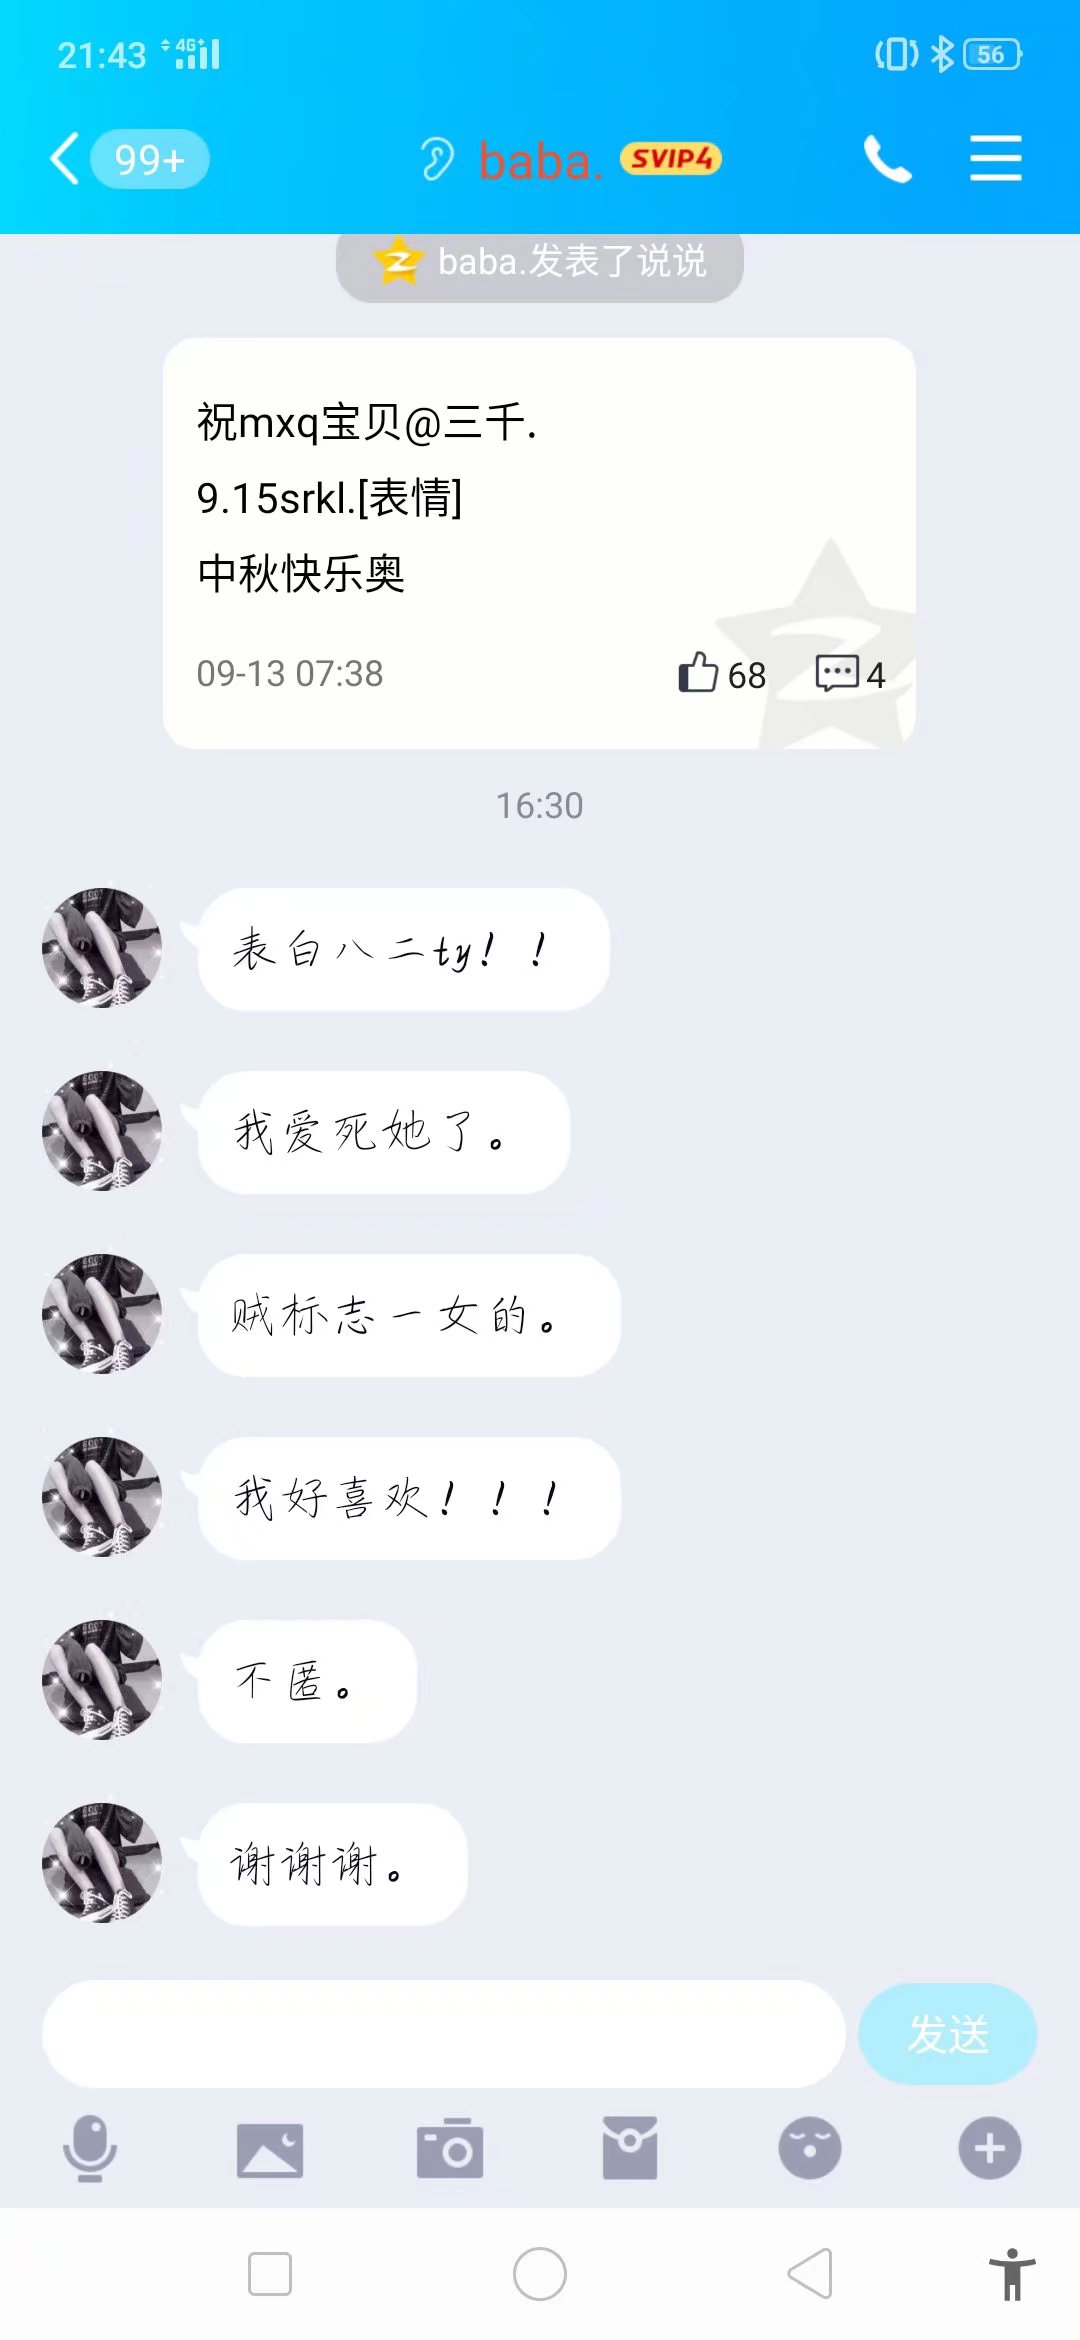 21:43 4G+ 56
99+ baba. SVIP4
baba.发表了说说
祝mxq宝贝@三千.
9.15srkl.[表情]
中秋快乐奥
09-13 07:38 68 4
16:30
表白八二ty！！
我爱死她了。
贼标志一女的。
我好喜欢！！！
不匿。
谢谢谢。
发送